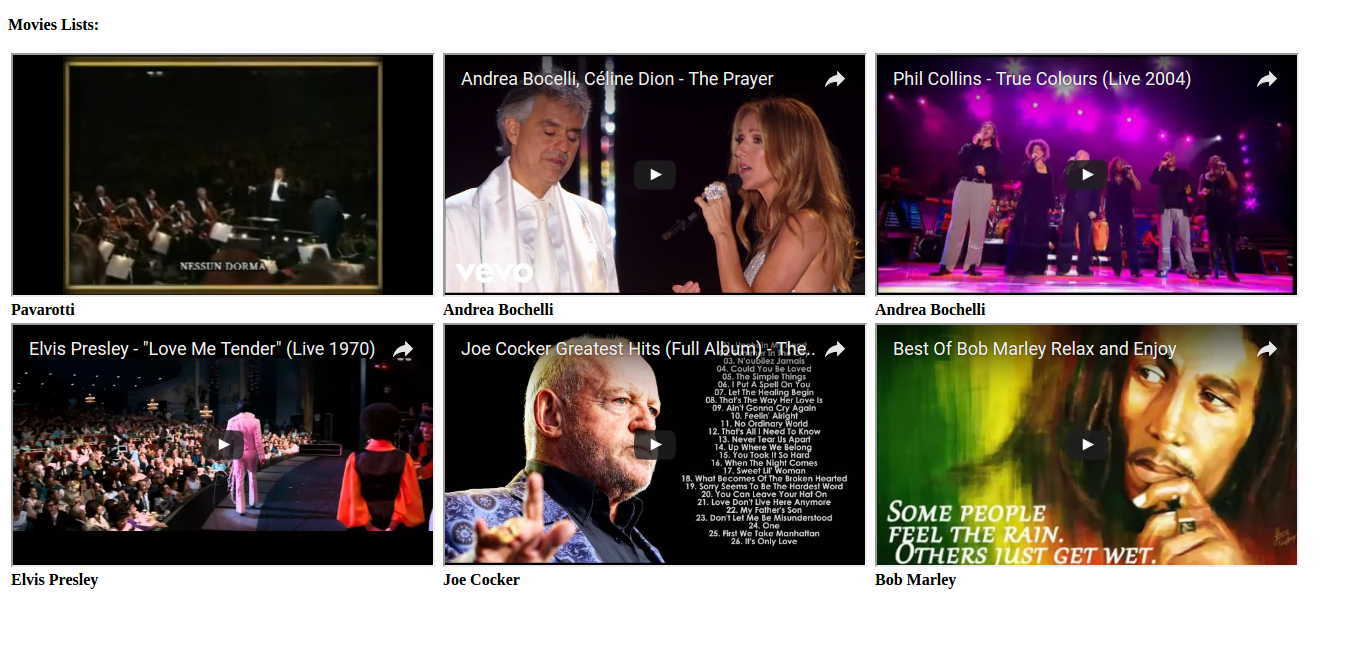 Movies Lists:
NESSUN DORMA
Pavarotti
Andrea Bocelli, Céline Dion - The Prayer
vevo
Andrea Bochelli
Phil Collins - True Colours (Live 2004)
Andrea Bochelli
Elvis Presley - "Love Me Tender" (Live 1970)
Elvis Presley
Joe Cocker Greatest Hits (Full Album) - The..
03. N'oubliez Jamais
04. Could You Be Loved
05. The Simple Things
06. I Put A Spell On You
07. Let The Healing Begin
08. That's The Way Her Love Is
09. Ain't Gonna Cry Again
10. Feelin' Alright
11. No Ordinary World
12. That's All I Need To Know
13. Never Tear Us Apart
14. Up Where We Belong
15. You Took It So Hard
16. When The Night Comes
17. Sweet Lil' Woman
18. What Becomes Of The Broken Hearted
19. Sorry Seems To Be The Hardest Word
20. You Can Leave Your Hat On
21. Love Don't Live Here Anymore
22. My Father's Son
23. Don't Let Me Be Misunderstood
24. One
25. First We Take Manhattan
26. It's Only Love
Joe Cocker
Best Of Bob Marley Relax and Enjoy
SOME PEOPLE
FEEL THE RAIN.
OTHERS JUST GET WET.
Bob Marley